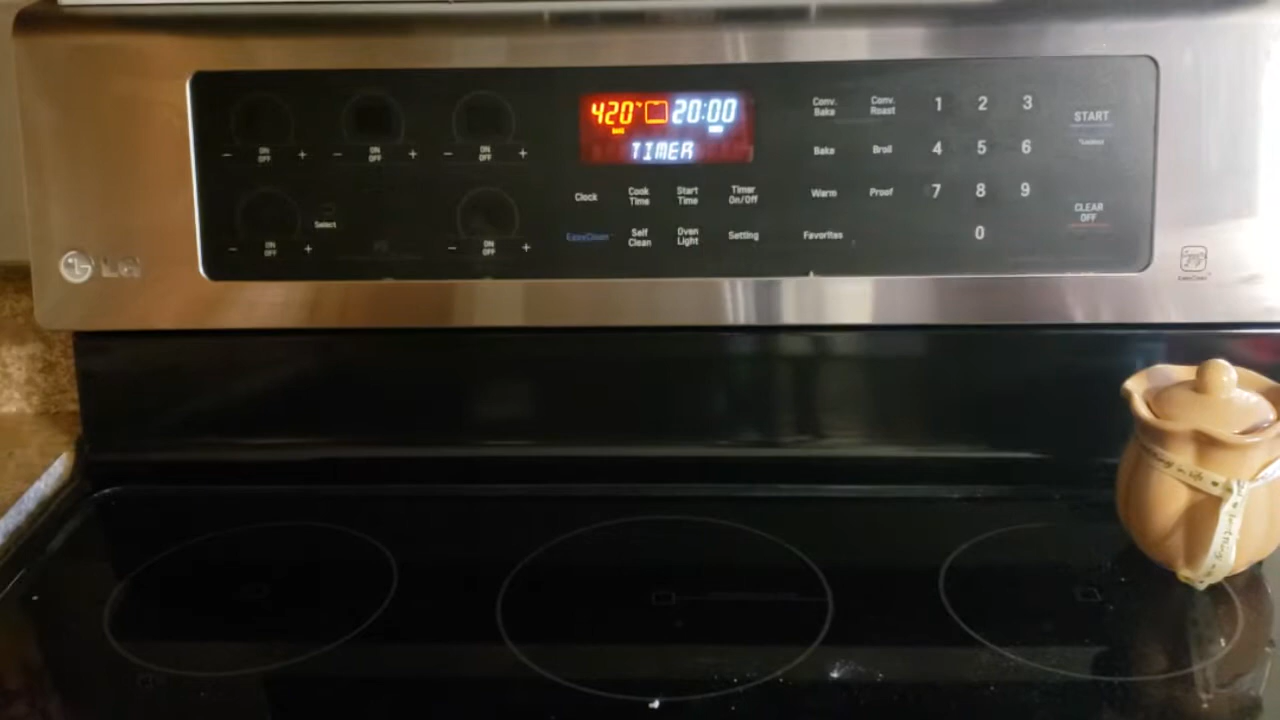 420°F 20:00
BAKE
TIMER
Conv. Bake
Conv. Roast
1 2 3
START
− ON OFF +
− ON OFF +
− ON OFF +
Bake
Broil
4 5 6
Clock
Cook Time
Start Time
Timer On/Off
Warm
Proof
7 8 9
CLEAR OFF
Select
− ON OFF +
− ON OFF +
EasyClean
Self Clean
Oven Light
Setting
Favorites
0
LG
EasyClean